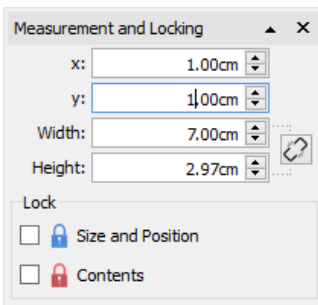 Measurement and Locking
x: 1.00cm
y: 1.00cm
Width: 7.00cm
Height: 2.97cm
Lock
Size and Position
Contents